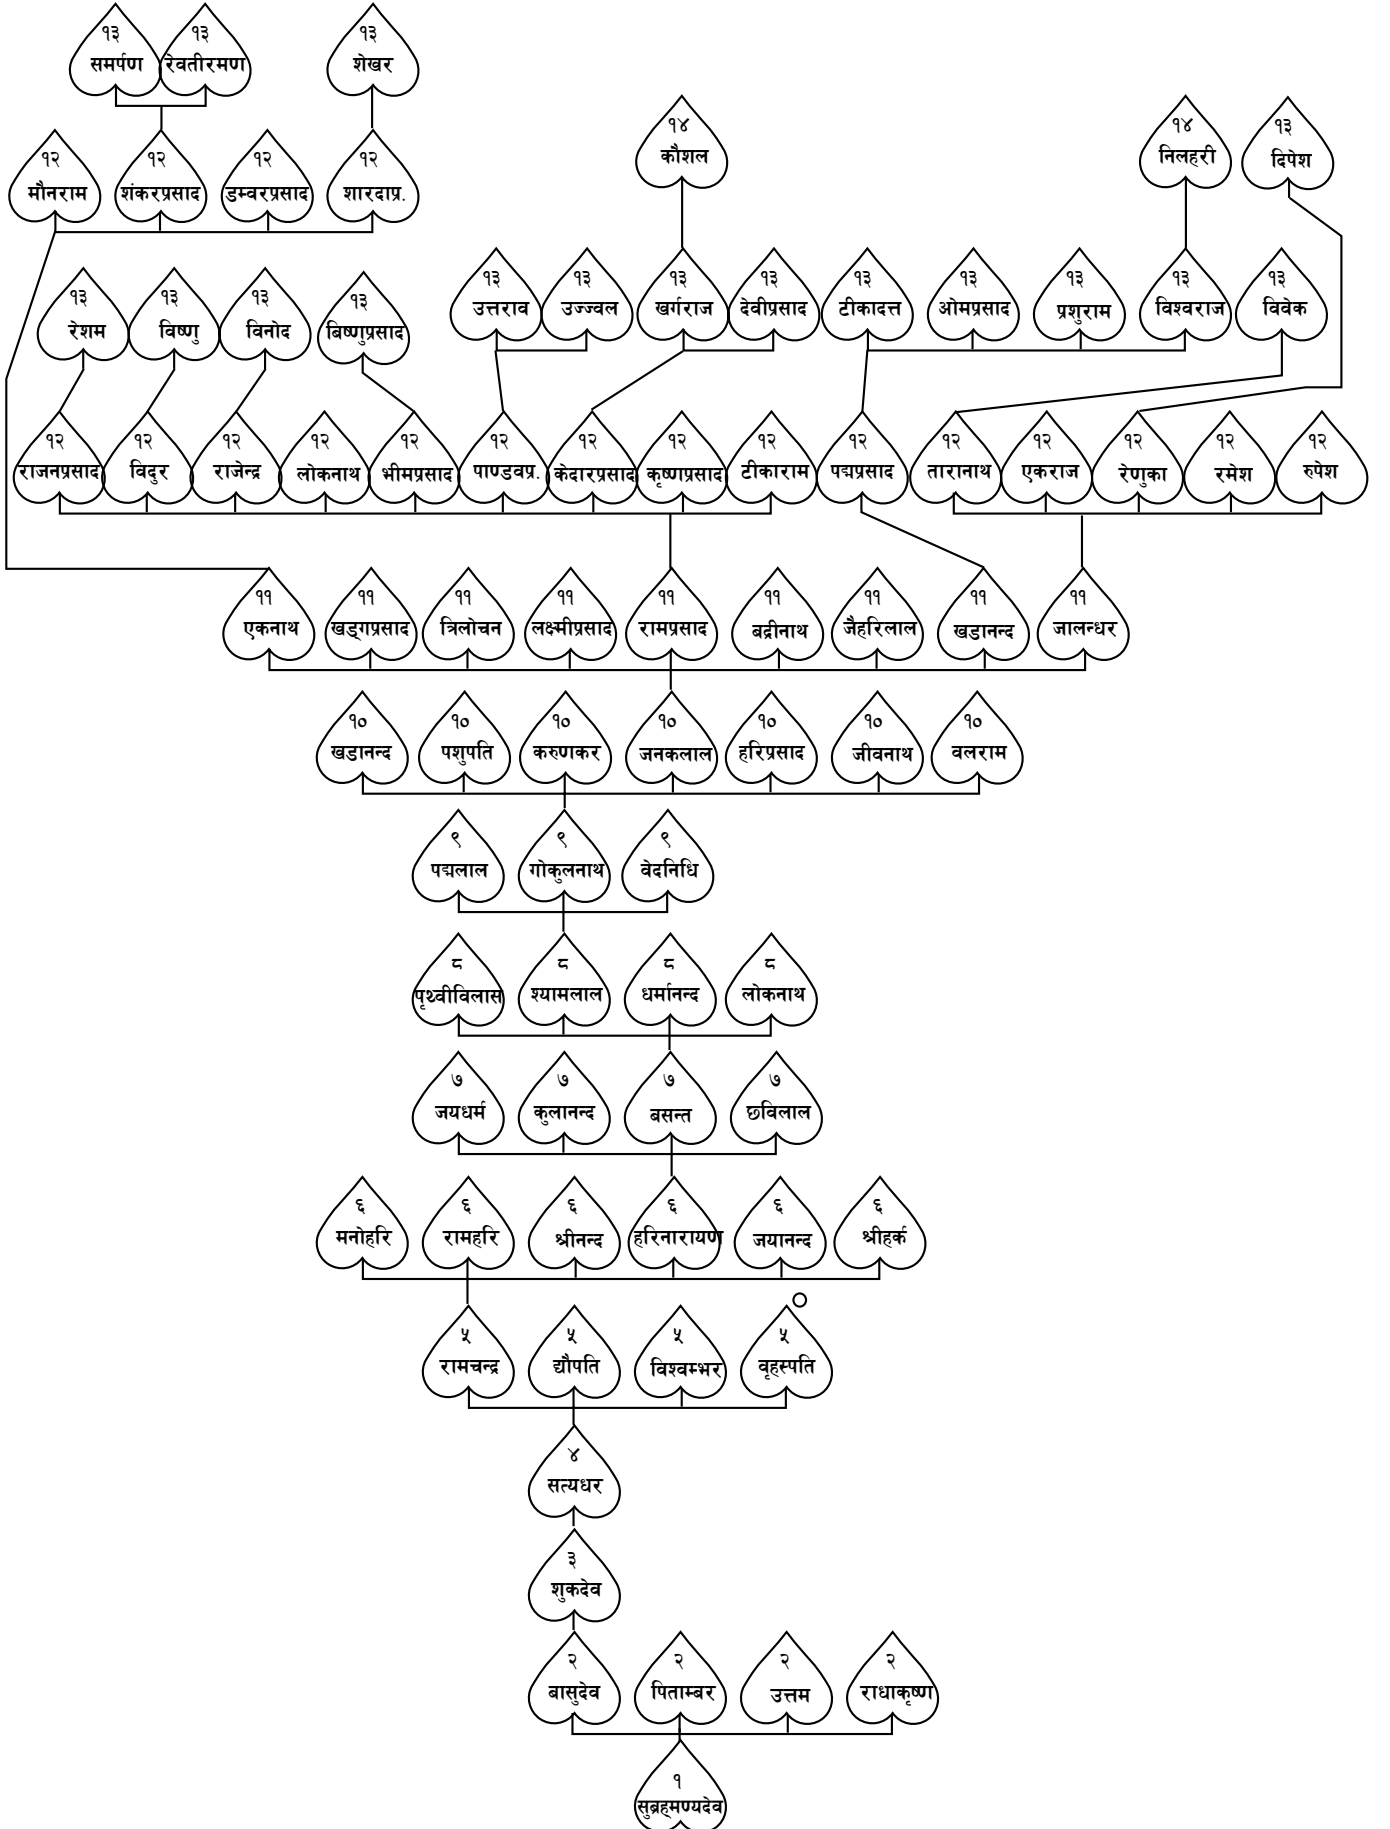 १३ १३ १३
समर्पण रेवतीरमण शेखर
१४ १४ १३
कौशल निलहरी दिपेश
१२ १२ १२ १२
मौनराम शंकरप्रसाद डम्वरप्रसाद शारदाप्र.
१३ १३ १३ १३ १३ १३ १३ १३ १३
उत्तराव उज्ज्वल खर्गराज देवीप्रसाद टीकादत्त ओमप्रसाद प्रशुराम विश्वराज विवेक
१३ १३ १३ १३
रेशम विष्णु विनोद बिष्णुप्रसाद
१२ १२ १२ १२ १२ १२ १२ १२ १२ १२ १२ १२ १२ १२ १२
राजनप्रसाद विदुर राजेन्द्र लोकनाथ भीमप्रसाद पाण्डवप्र. केदारप्रसाद कृष्णप्रसाद टीकाराम पद्मप्रसाद तारानाथ एकराज रेणुका रमेश रुपेश
११ ११ ११ ११ ११ ११ ११ ११ ११
एकनाथ खड्गप्रसाद त्रिलोचन लक्ष्मीप्रसाद रामप्रसाद बद्रीनाथ जैहरिलाल खडानन्द जालन्धर
१० १० १० १० १० १० १०
खडानन्द पशुपति करुणकर जनकलाल हरिप्रसाद जीवनाथ वलराम
९ ९ ९
पद्मलाल गोकुलनाथ वेदनिधि
८ ८ ८ ८
पृथ्वीविलास श्यामलाल धर्मानन्द लोकनाथ
७ ७ ७ ७
जयधर्म कुलानन्द बसन्त छविलाल
६ ६ ६ ६ ६ ६
मनोहरि रामहरि श्रीनन्द हरिनारायण जयानन्द श्रीहर्क
५ ५ ५ ५
रामचन्द्र द्यौपति विश्वम्भर वृहस्पति
४
सत्यधर
३
शुकदेव
२ २ २ २
बासुदेव पिताम्बर उत्तम राधाकृष्ण
१
सुब्रह्मण्यदेव